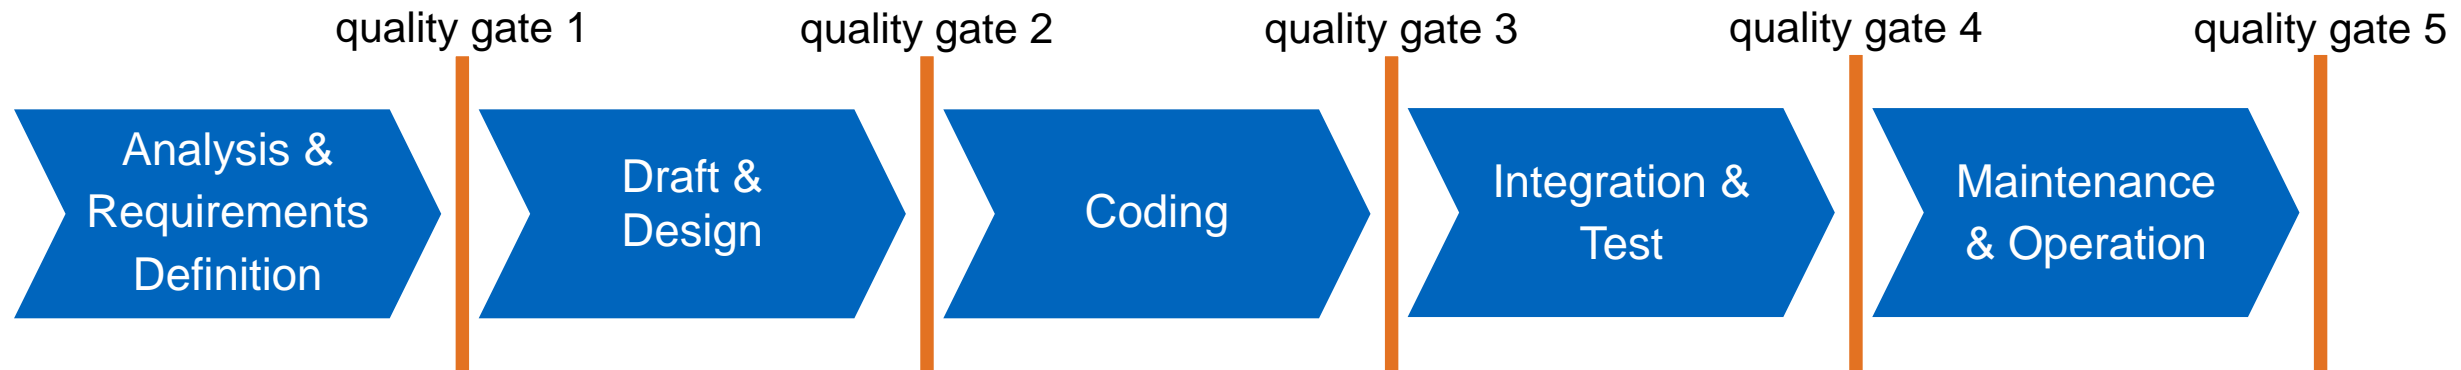 quality gate 1
quality gate 2
quality gate 3
quality gate 4
quality gate 5
Analysis &
Requirements
Definition
Draft &
Design
Coding
Integration &
Test
Maintenance
& Operation